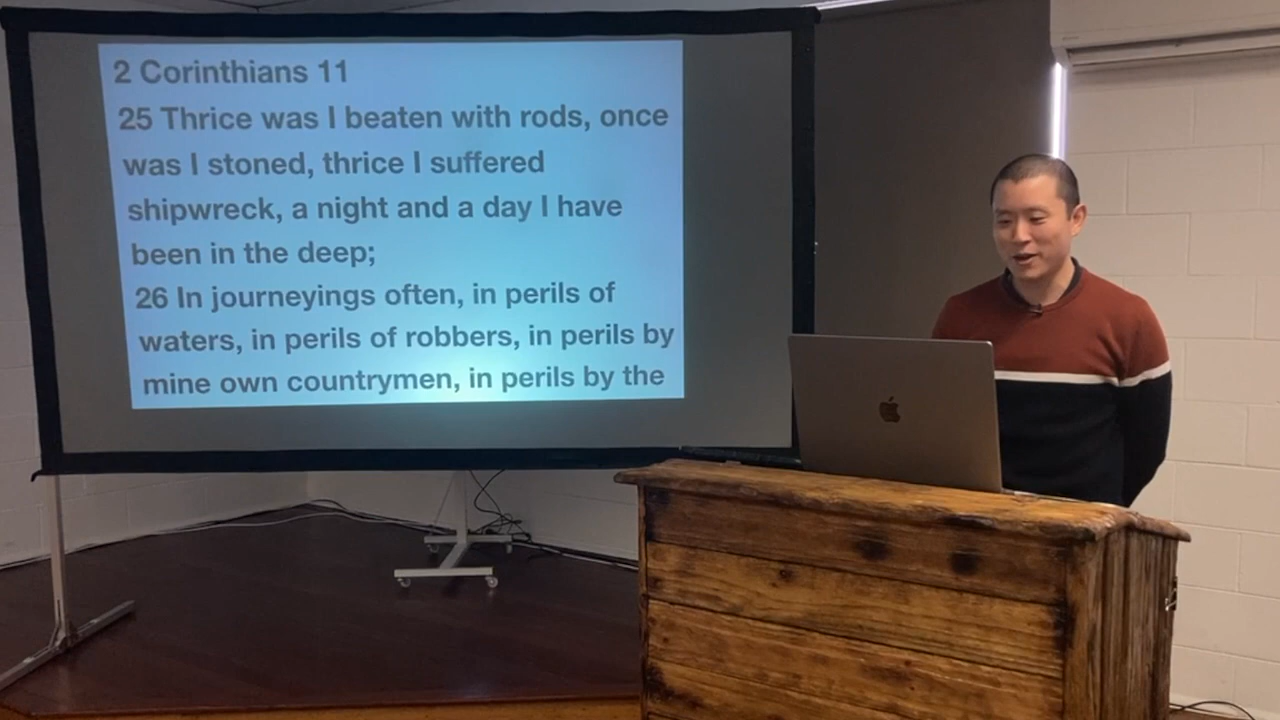 2 Corinthians 11
25 Thrice was I beaten with rods, once
was I stoned, thrice I suffered
shipwreck, a night and a day I have
been in the deep;
26 In journeyings often, in perils of
waters, in perils of robbers, in perils by
mine own countrymen, in perils by the